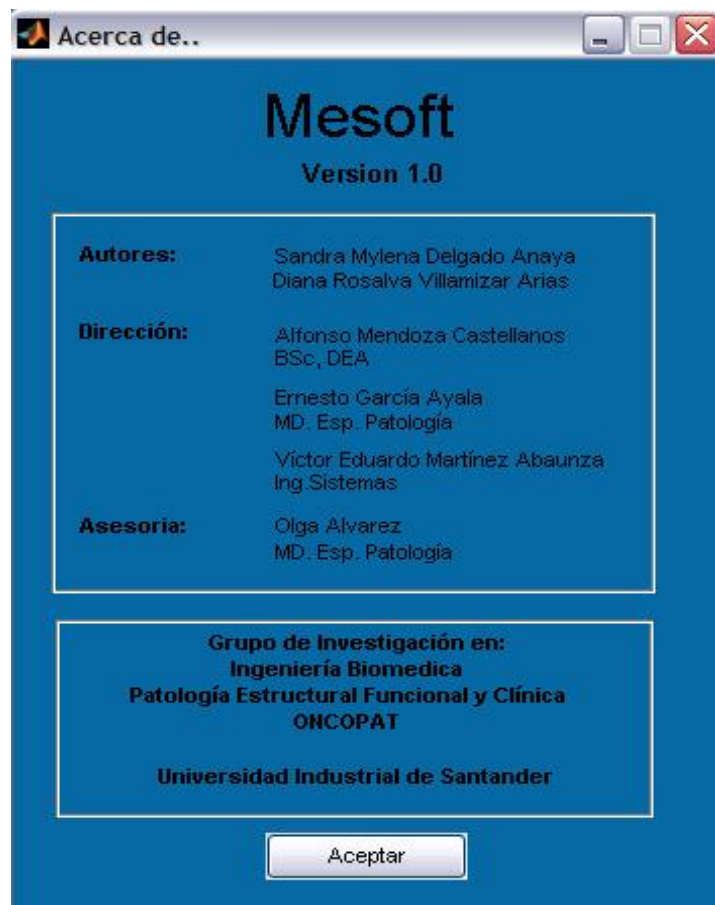 Acerca de..
Mesoft
Version 1.0
Autores: Sandra Mylena Delgado Anaya
Diana Rosalva Villamizar Arias
Dirección: Alfonso Mendoza Castellanos
BSc, DEA
Ernesto García Ayala
MD. Esp. Patología
Víctor Eduardo Martínez Abaunza
Ing.Sistemas
Asesoria: Olga Alvarez
MD. Esp. Patología
Grupo de Investigación en:
Ingeniería Biomedica
Patología Estructural Funcional y Clínica
ONCOPAT
Universidad Industrial de Santander
Aceptar